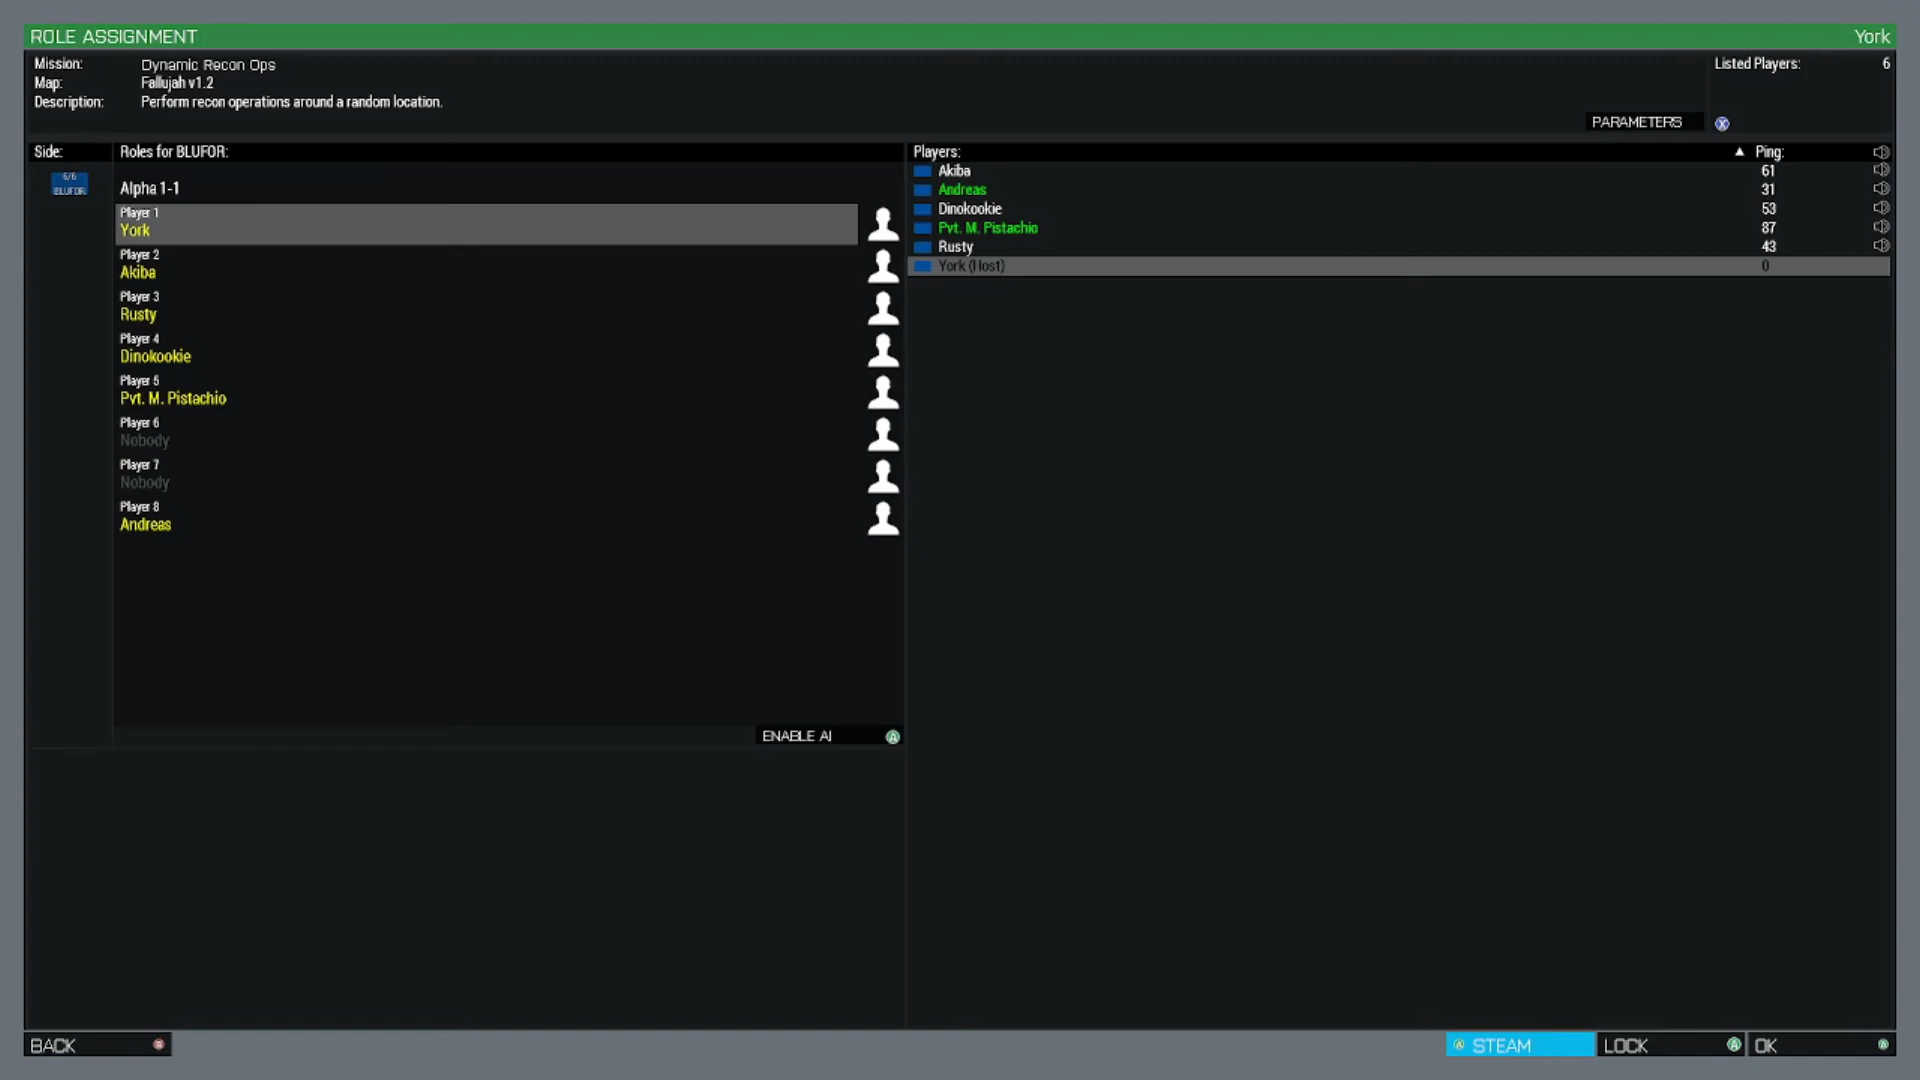 ROLE ASSIGNMENT
York
Mission: Dynamic Recon Ops
Map: Fallujah v1.2
Description: Perform recon operations around a random location.
Listed Players: 6
PARAMETERS
Side:
6/6
BLUFOR
Roles for BLUFOR:
Alpha 1-1
Player 1
York
Player 2
Akiba
Player 3
Rusty
Player 4
Dinokookie
Player 5
Pvt. M. Pistachio
Player 6
Nobody
Player 7
Nobody
Player 8
Andreas
ENABLE AI
Players: Ping:
Akiba 61
Andreas 31
Dinokookie 53
Pvt. M. Pistachio 87
Rusty 43
York (Host) 0
BACK
STEAM
LOCK
OK